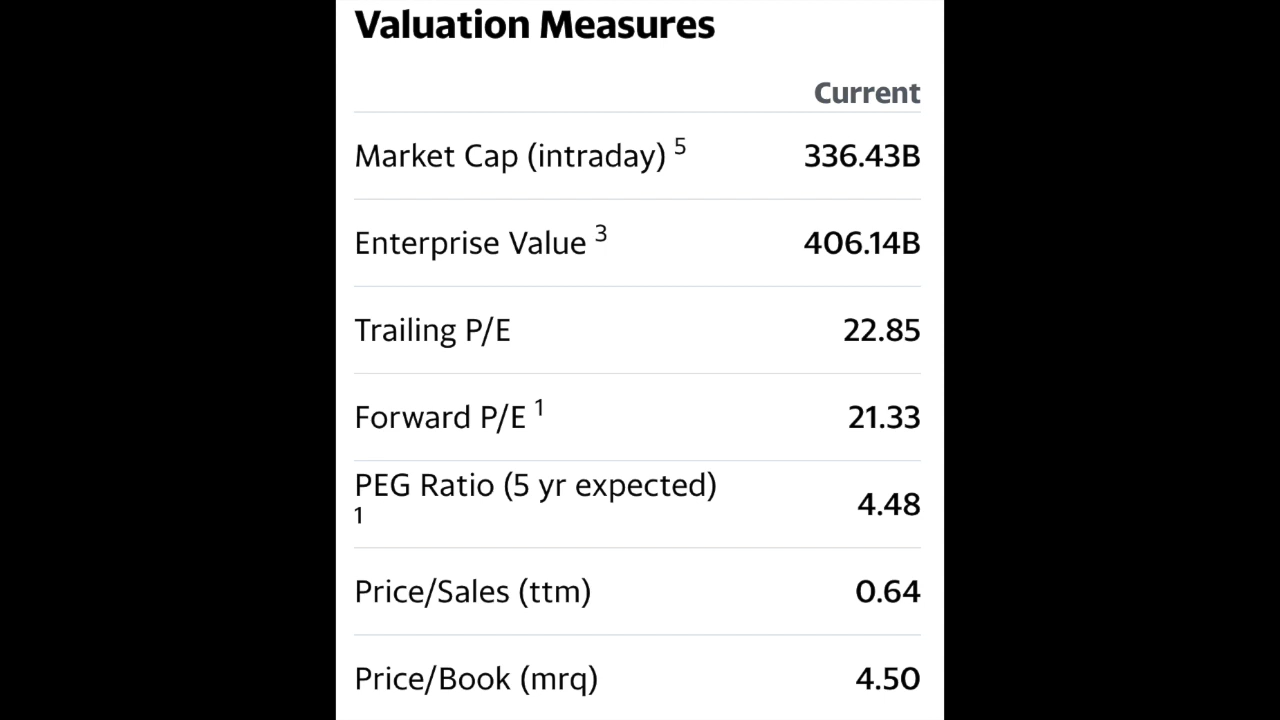 Valuation Measures
Current
Market Cap (intraday) 5 336.43B
Enterprise Value 3 406.14B
Trailing P/E 22.85
Forward P/E 1 21.33
PEG Ratio (5 yr expected)
1 4.48
Price/Sales (ttm) 0.64
Price/Book (mrq) 4.50